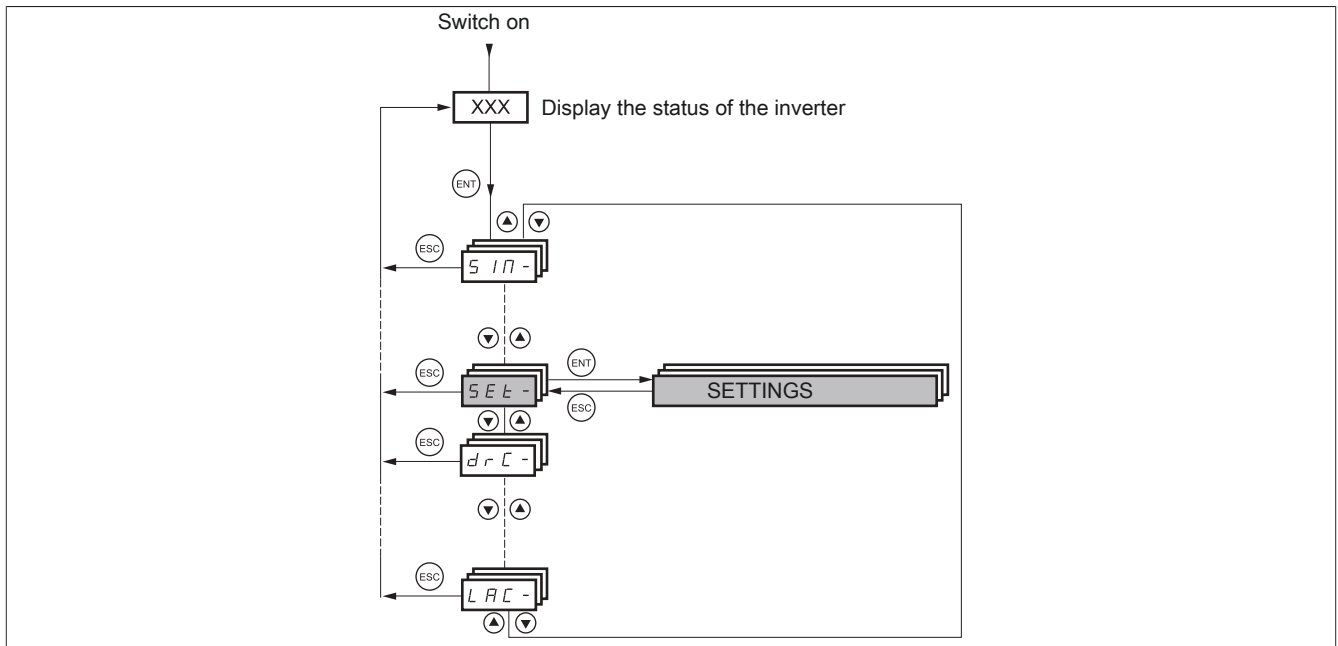 Switch on
XXX Display the status of the inverter
ENT
ESC
SIM-
ENT
ESC
SEt- SETTINGS
ESC
ESC
drC-
ESC
LAC-